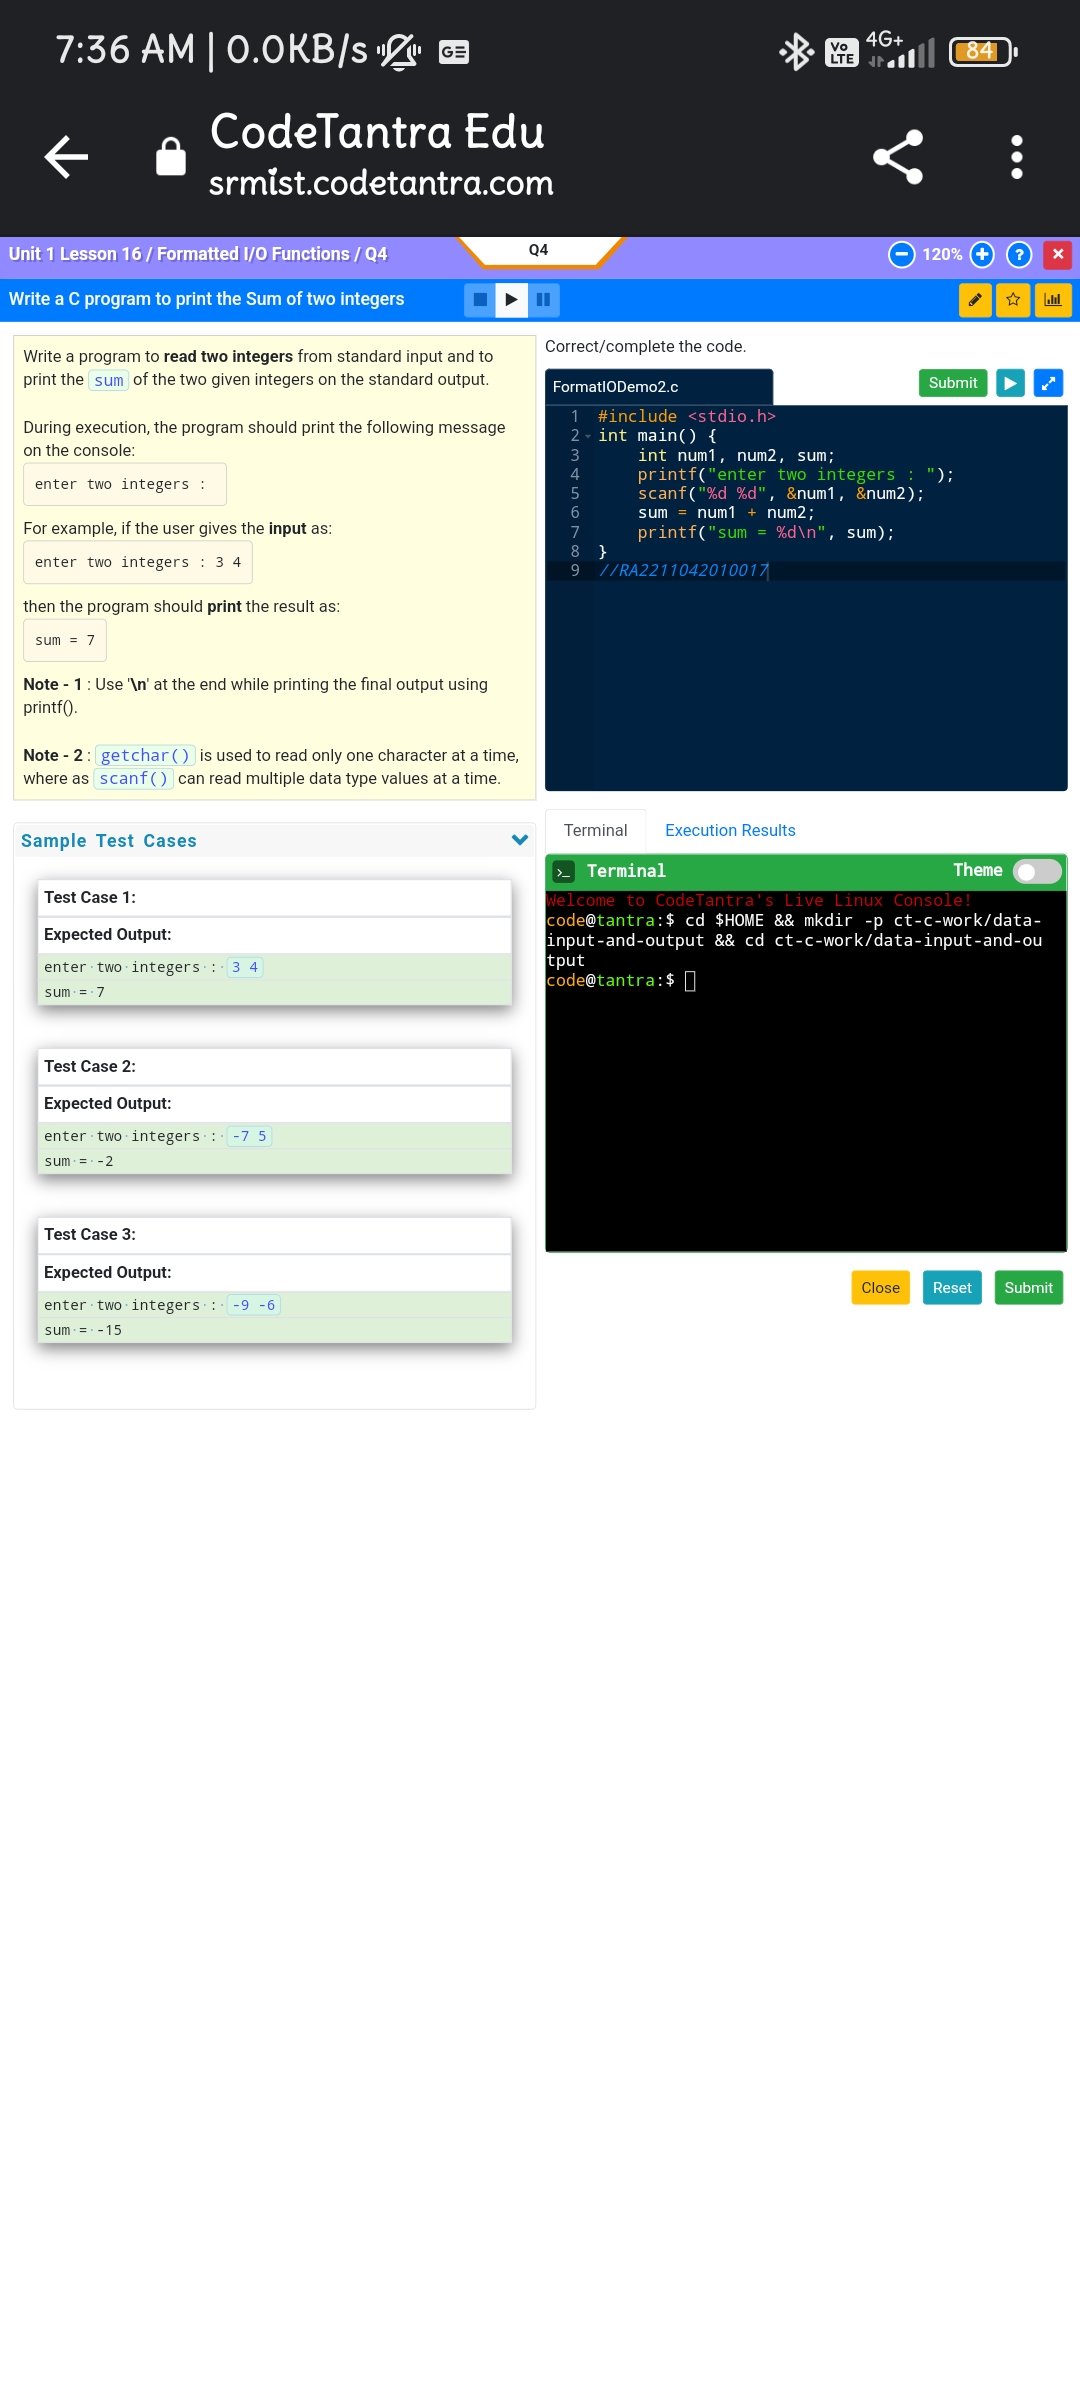 7:36 AM | 0.0KB/s GE Vo LTE 4G+ 84
CodeTantra Edu
srmist.codetantra.com
Unit 1 Lesson 16 / Formatted I/O Functions / Q4
Q4
120%
?
Write a C program to print the Sum of two integers
Write a program to read two integers from standard input and to
print the sum of the two given integers on the standard output.
During execution, the program should print the following message
on the console:
enter two integers :
For example, if the user gives the input as:
enter two integers : 3 4
then the program should print the result as:
sum = 7
Note - 1 : Use '\n' at the end while printing the final output using
printf().
Note - 2 : getchar() is used to read only one character at a time,
where as scanf() can read multiple data type values at a time.
Sample Test Cases
Test Case 1:
Expected Output:
enter·two·integers·:· 3 4
sum·=·7
Test Case 2:
Expected Output:
enter·two·integers·:· -7 5
sum·=·-2
Test Case 3:
Expected Output:
enter·two·integers·:· -9 -6
sum·=·-15
Correct/complete the code.
FormatIODemo2.c
Submit
1 #include <stdio.h>
2 int main() {
3 int num1, num2, sum;
4 printf("enter two integers : ");
5 scanf("%d %d", &num1, &num2);
6 sum = num1 + num2;
7 printf("sum = %d\n", sum);
8 }
9 //RA2211042010017
Terminal Execution Results
>_ Terminal Theme
Welcome to CodeTantra's Live Linux Console!
code@tantra:$ cd $HOME && mkdir -p ct-c-work/data-
input-and-output && cd ct-c-work/data-input-and-ou
tput
code@tantra:$
Close Reset Submit